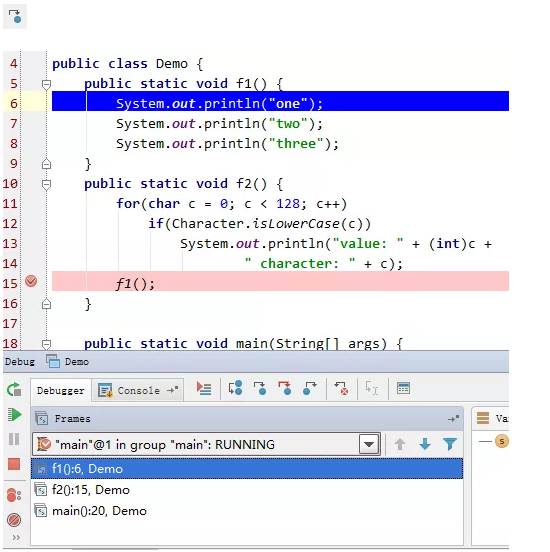 4 public class Demo {
5 public static void f1() {
6 System.out.println("one");
7 System.out.println("two");
8 System.out.println("three");
9 }
10 public static void f2() {
11 for(char c = 0; c < 128; c++)
12 if(Character.isLowerCase(c))
13 System.out.println("value: " + (int)c +
14 " character: " + c);
15 f1();
16 }
17
18 public static void main(String[] args) {
Debug Demo
Debugger Console
Frames Va
"main"@1 in group "main": RUNNING
f1():6, Demo
f2():15, Demo
main():20, Demo